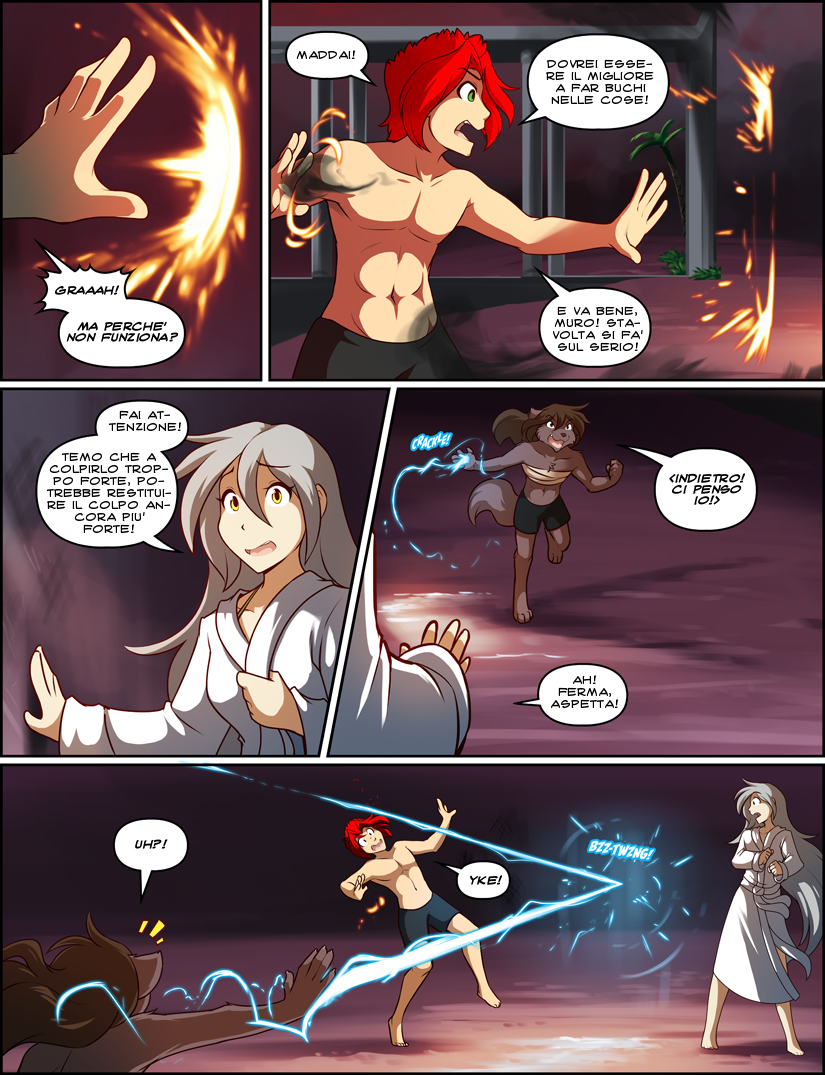 GRAAAH!
MA PERCHE'
NON FUNZIONA?
MADDAI!
DOVREI ESSE-
RE IL MIGLIORE
A FAR BUCHI
NELLE COSE!
E VA BENE,
MURO! STA-
VOLTA SI FA'
SUL SERIO!
FAI AT-
TENZIONE!
TEMO CHE A
COLPIRLO TROP-
PO FORTE, PO-
TREBBE RESTITUI-
RE IL COLPO AN-
CORA PIU'
FORTE!
CRACKLE!
<INDIETRO!
CI PENSO
IO!>
AH!
FERMA,
ASPETTA!
UH?!
YKE!
BZZ-TWZNG!